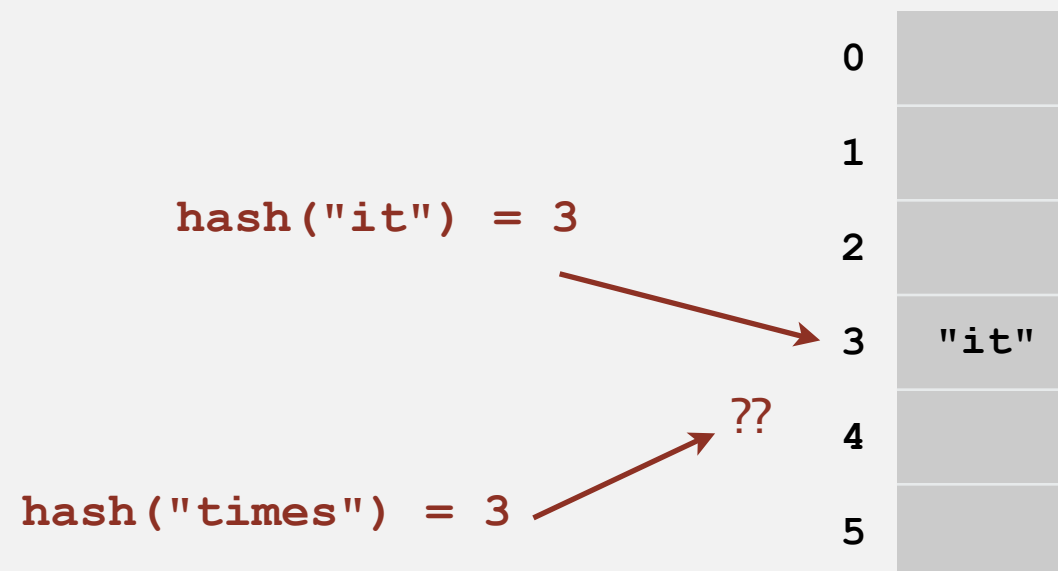 0
1
hash("it") = 3
2
3 "it"
??
4
hash("times") = 3
5